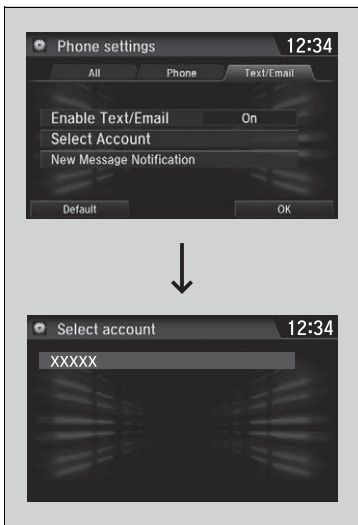 Phone settings 12:34
All Phone Text/Email
Enable Text/Email On
Select Account
New Message Notification
Default OK
Select account 12:34
XXXXX